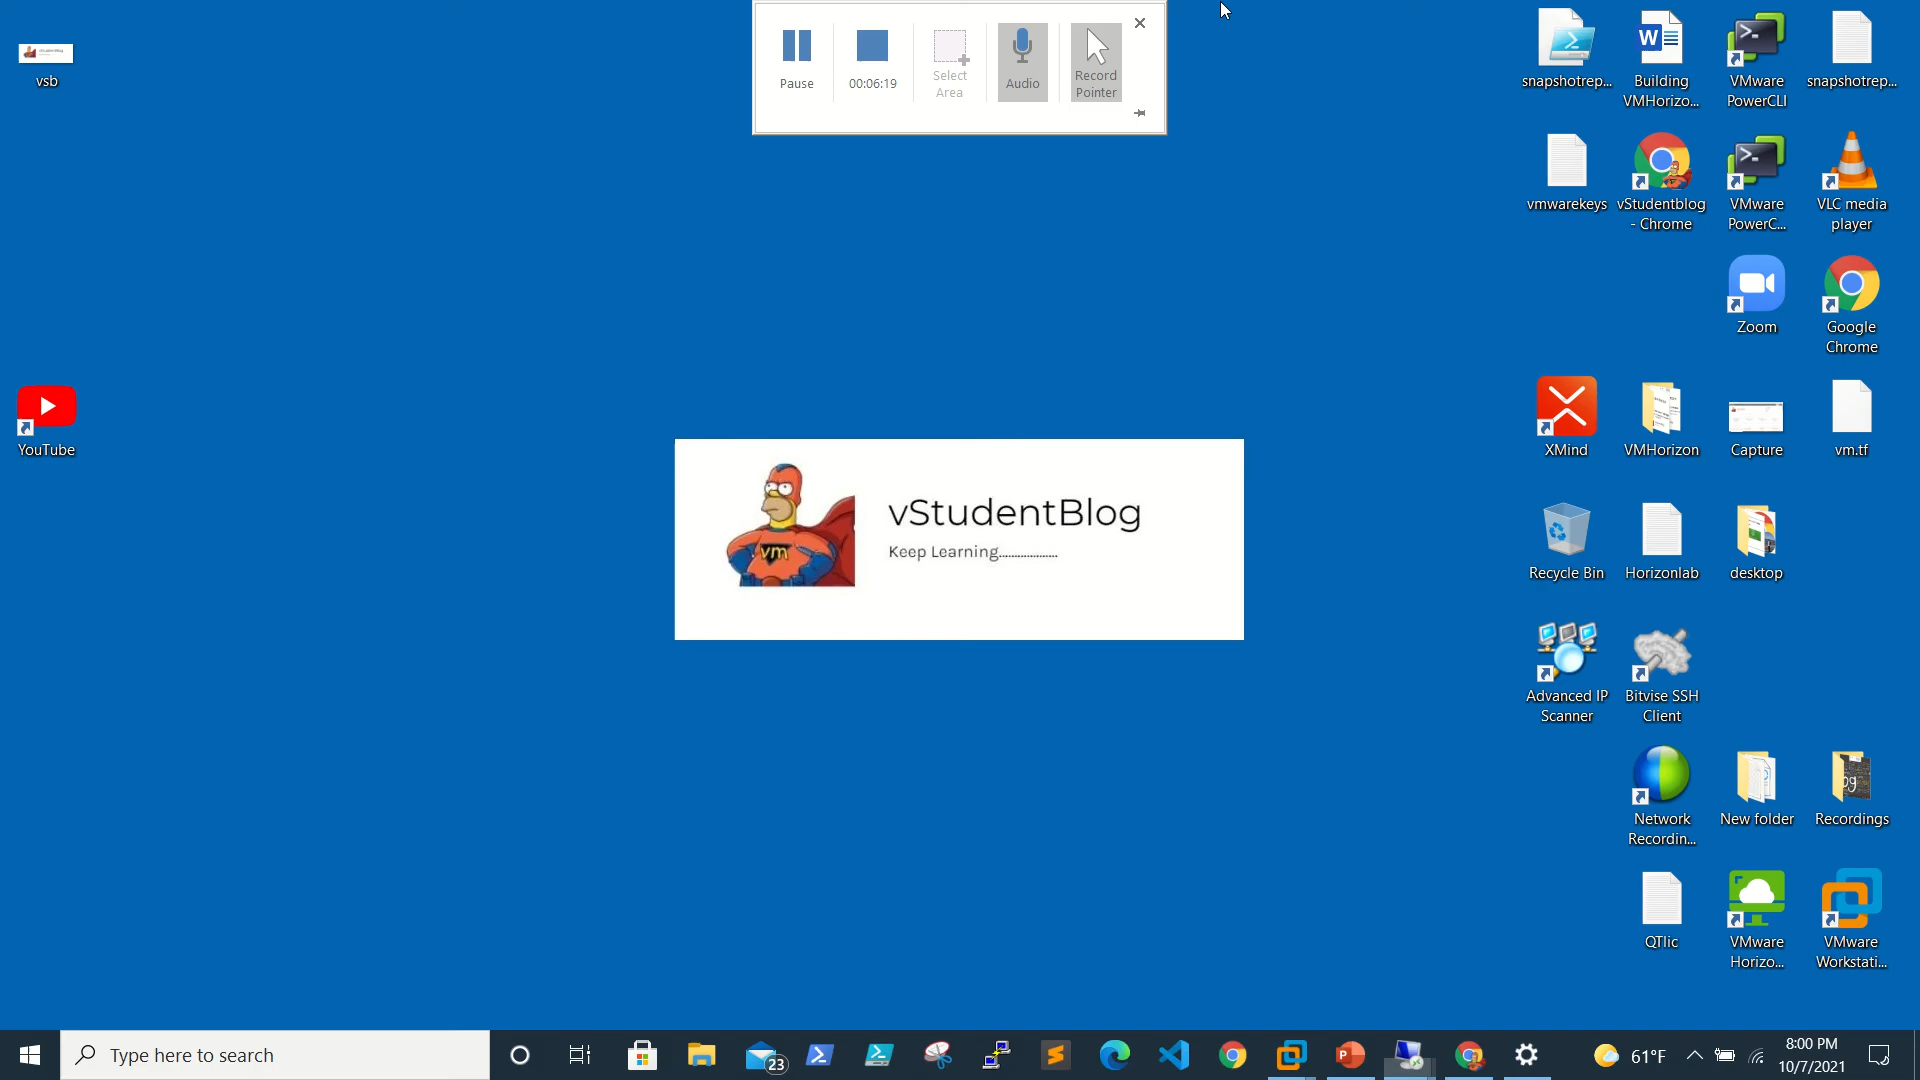 vsb
YouTube
Pause
00:06:19
Select
Area
Audio
Record
Pointer
snapshotrep...
Building
VMHorizo...
VMware
PowerCLI
snapshotrep...
vmwarekeys
vStudentblog
- Chrome
VMware
PowerC...
VLC media
player
Zoom
Google
Chrome
XMind
VMHorizon
Capture
vm.tf
vm
vStudentBlog
Keep Learning...................
Recycle Bin
Horizonlab
desktop
Advanced IP
Scanner
Bitvise SSH
Client
Network
Recordin...
New folder
Recordings
QTlic
VMware
Horizo...
VMware
Workstati...
Type here to search
23
61°F
8:00 PM
10/7/2021